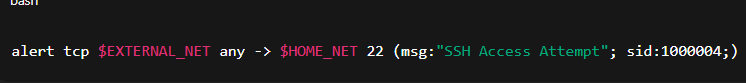 bash
alert tcp $EXTERNAL_NET any -> $HOME_NET 22 (msg:"SSH Access Attempt"; sid:1000004;)